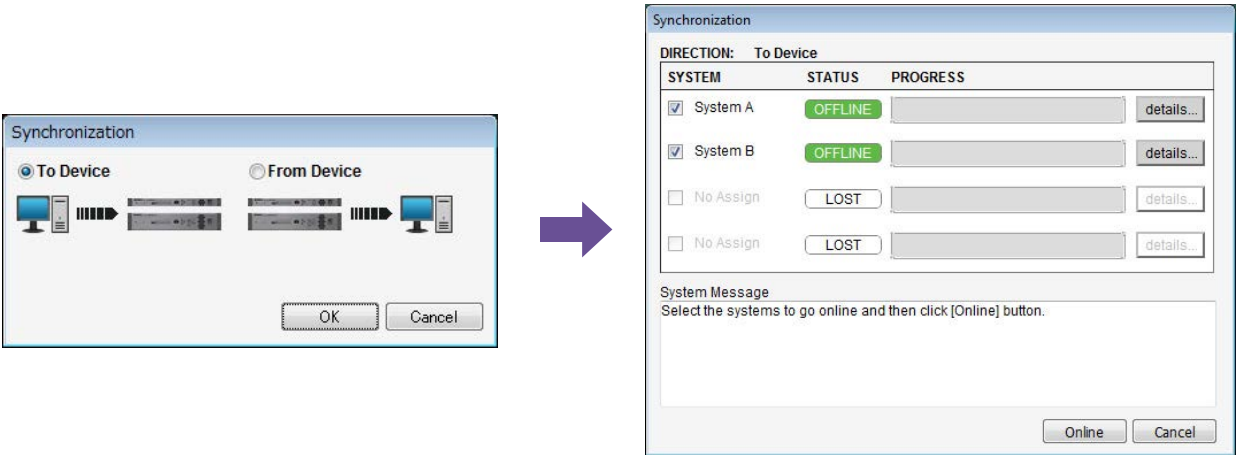 Synchronization
To Device
From Device
OK
Cancel
Synchronization
DIRECTION: To Device
SYSTEM STATUS PROGRESS
System A OFFLINE details...
System B OFFLINE details...
No Assign LOST details...
No Assign LOST details...
System Message
Select the systems to go online and then click [Online] button.
Online Cancel